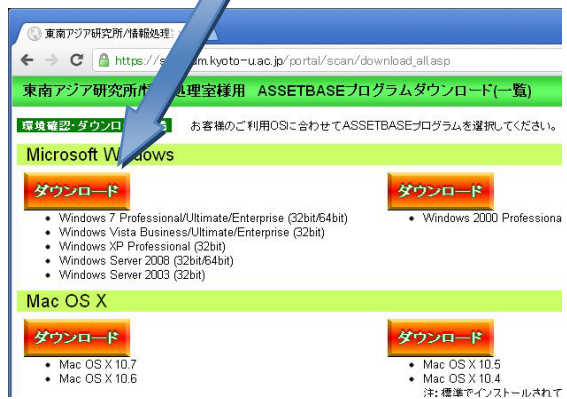 東南アジア研究所/情報処理
https://s m.kyoto-u.ac.jp/portal/scan/download_all.asp
東南アジア研究所/情 処理室様用 ASSETBASEプログラムダウンロード(一覧)
環境確認・ダウンロ お客様のご利用OSに合わせてASSETBASEプログラムを選択してください。
Microsoft W dows
ダウンロード
Windows 7 Professional/Ultimate/Enterprise (32bit/64bit)
Windows Vista Business/Ultimate/Enterprise (32bit)
Windows XP Professional (32bit)
Windows Server 2008 (32bit/64bit)
Windows Server 2003 (32bit)
ダウンロード
Windows 2000 Professiona
Mac OS X
ダウンロード
Mac OS X 10.7
Mac OS X 10.6
ダウンロード
Mac OS X 10.5
Mac OS X 10.4
注: 標準でインストールされて